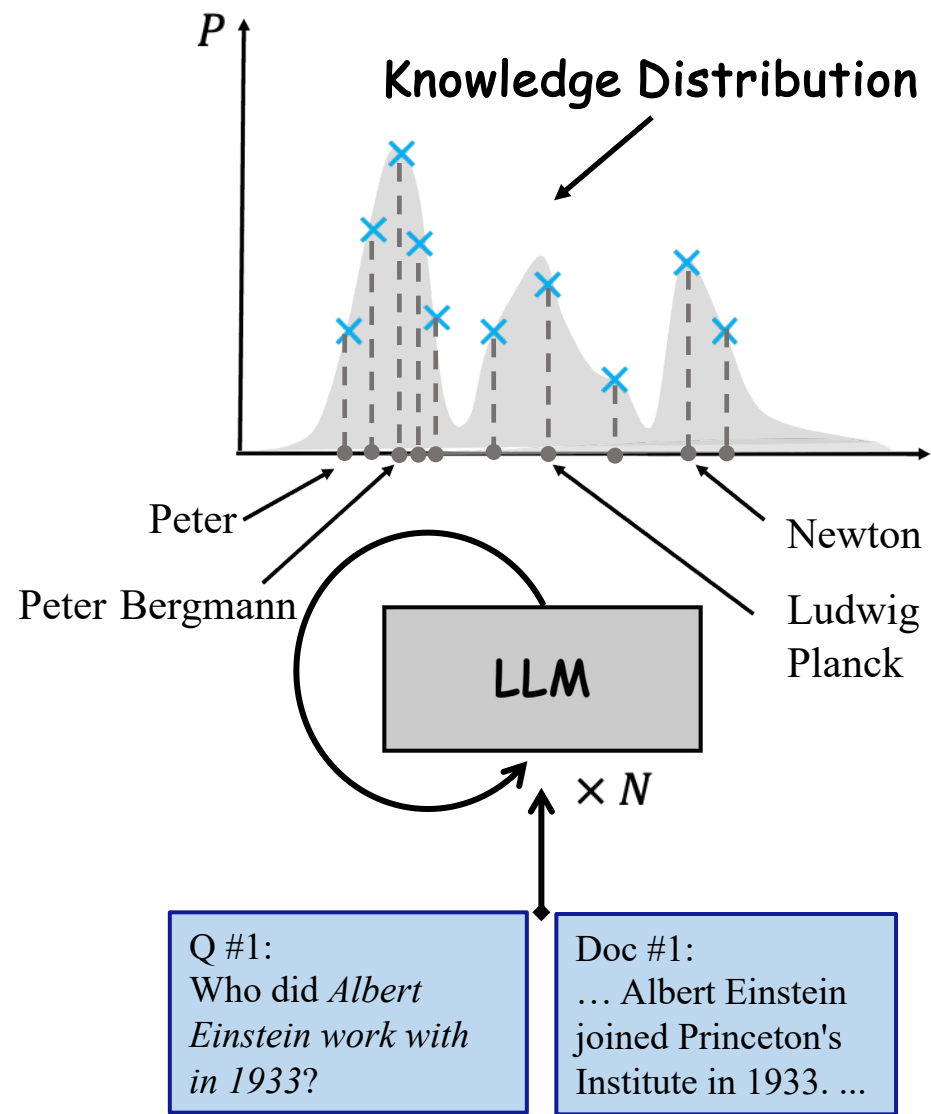 P
Knowledge Distribution
Peter
Peter Bergmann
Newton
Ludwig
Planck
LLM
× N
Q #1:
Who did Albert
Einstein work with
in 1933?
Doc #1:
… Albert Einstein
joined Princeton's
Institute in 1933. ...